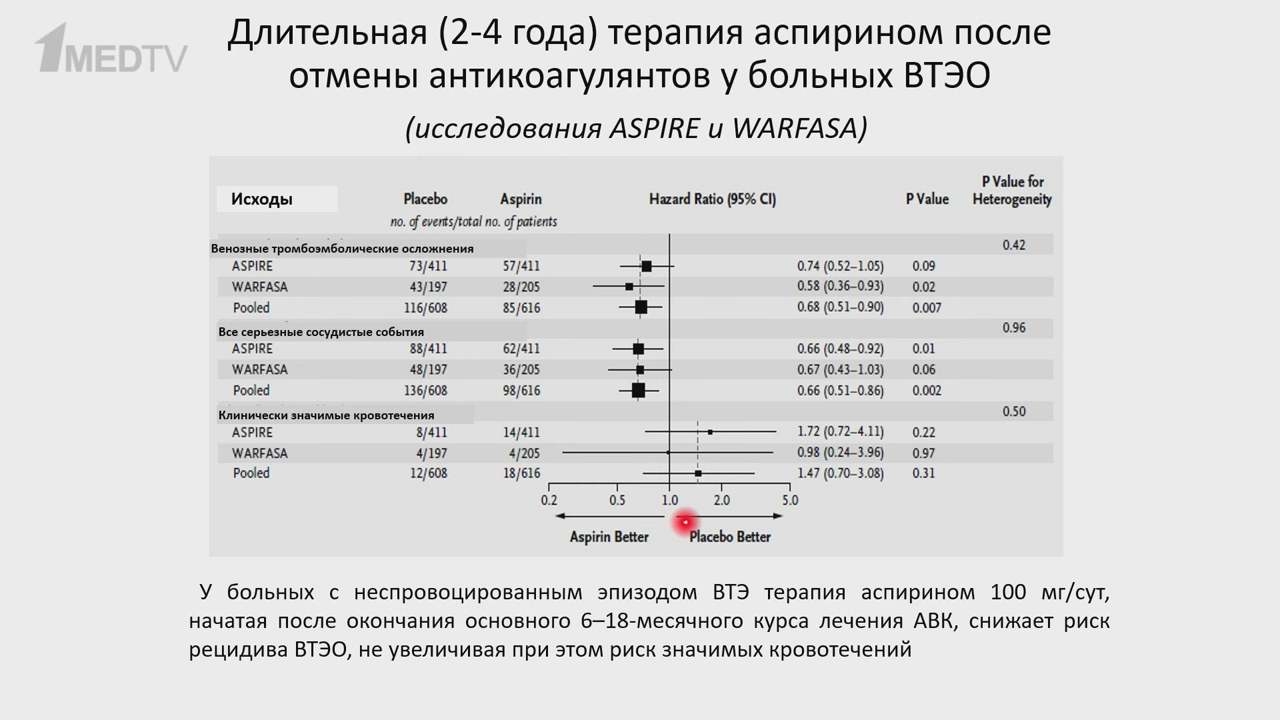 1MEDTV
Длительная (2-4 года) терапия аспирином после
отмены антикоагулянтов у больных ВТЭО
(исследования ASPIRE и WARFASA)
Исходы Placebo Aspirin Hazard Ratio (95% CI) P Value P Value for Heterogeneity
no. of events/total no. of patients
Венозные тромбоэмболические осложнения 0.42
ASPIRE 73/411 57/411 0.74 (0.52–1.05) 0.09
WARFASA 43/197 28/205 0.58 (0.36–0.93) 0.02
Pooled 116/608 85/616 0.68 (0.51–0.90) 0.007
Все серьезные сосудистые события 0.96
ASPIRE 88/411 62/411 0.66 (0.48–0.92) 0.01
WARFASA 48/197 36/205 0.67 (0.43–1.03) 0.06
Pooled 136/608 98/616 0.66 (0.51–0.86) 0.002
Клинически значимые кровотечения 0.50
ASPIRE 8/411 14/411 1.72 (0.72–4.11) 0.22
WARFASA 4/197 4/205 0.98 (0.24–3.96) 0.97
Pooled 12/608 18/616 1.47 (0.70–3.08) 0.31
0.2 0.5 1.0 2.0 5.0
Aspirin Better Placebo Better
У больных с неспровоцированным эпизодом ВТЭ терапия аспирином 100 мг/сут,
начатая после окончания основного 6–18-месячного курса лечения АВК, снижает риск
рецидива ВТЭО, не увеличивая при этом риск значимых кровотечений